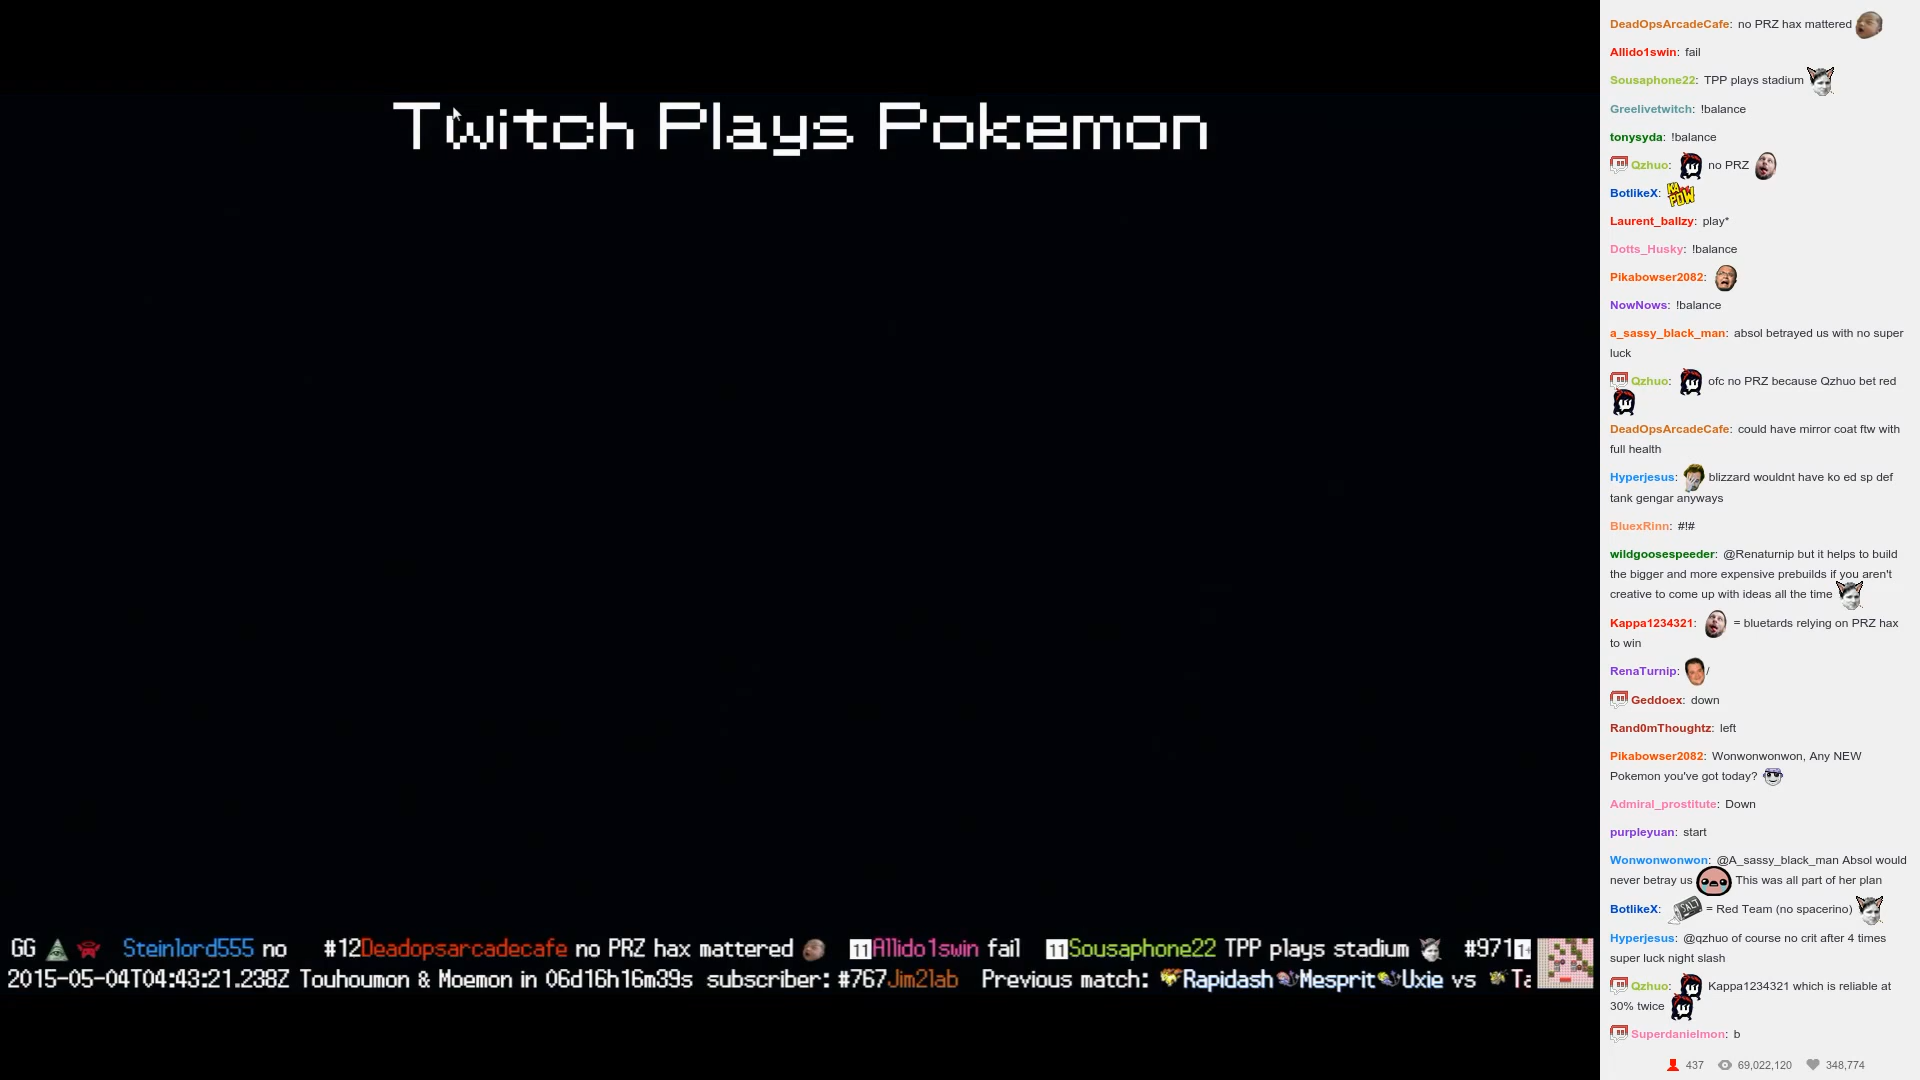 Twitch Plays Pokemon
GG Steinlord555 no #12Deadopsarcadecafe no PRZ hax mattered 11Allido1swin fail 11Sousaphone22 TPP plays stadium #971
2015-05-04T04:43:21.238Z Touhoumon & Moemon in 06d16h16m39s subscriber: #767Jim2lab Previous match: Rapidash Mesprit Uxie vs Ta
DeadOpsArcadeCafe: no PRZ hax mattered
Allido1swin: fail
Sousaphone22: TPP plays stadium
Greelivetwitch: !balance
tonysyda: !balance
Qzhuo: no PRZ
BotlikeX: KA POW
Laurent_ballzy: play*
Dotts_Husky: !balance
Pikabowser2082:
NowNows: !balance
a_sassy_black_man: absol betrayed us with no super
luck
Qzhuo: ofc no PRZ because Qzhuo bet red
DeadOpsArcadeCafe: could have mirror coat ftw with
full health
Hyperjesus: blizzard wouldnt have ko ed sp def
tank gengar anyways
BluexRinn: #!#
wildgoosespeeder: @Renaturnip but it helps to build
the bigger and more expensive prebuilds if you aren't
creative to come up with ideas all the time
Kappa1234321: = bluetards relying on PRZ hax
to win
RenaTurnip: /
Geddoex: down
Rand0mThoughtz: left
Pikabowser2082: Wonwonwonwon, Any NEW
Pokemon you've got today?
Admiral_prostitute: Down
purpleyuan: start
Wonwonwonwon: @A_sassy_black_man Absol would
never betray us This was all part of her plan
BotlikeX: SALT = Red Team (no spacerino)
Hyperjesus: @qzhuo of course no crit after 4 times
super luck night slash
Qzhuo: Kappa1234321 which is reliable at
30% twice
Superdanielmon: b
437 69,022,120 348,774